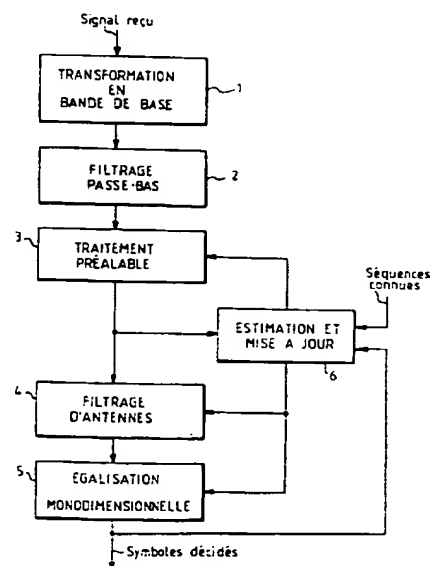 Signal reçu
TRANSFORMATION
EN
BANDE DE BASE
1
FILTRAGE
PASSE-BAS
2
3
TRAITEMENT
PRÉALABLE
Séquences
connues
ESTIMATION ET
MISE A JOUR
6
4
FILTRAGE
D'ANTENNES
5
EGALISATION
MONODIMENSIONNELLE
Symboles décidés